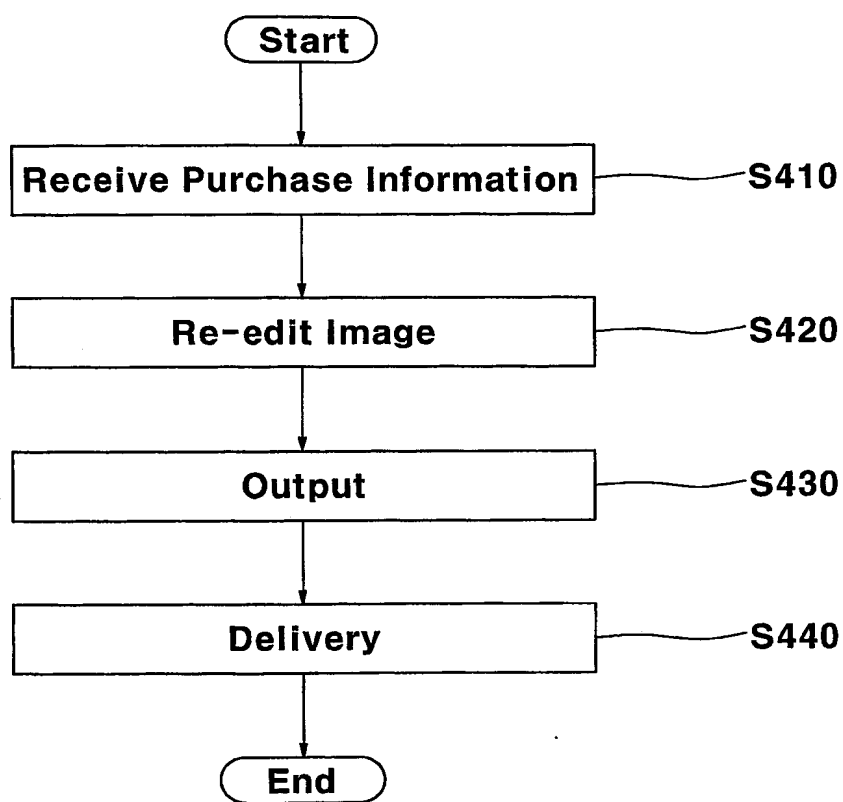 Start
Receive Purchase Information S410
Re-edit Image S420
Output S430
Delivery S440
End